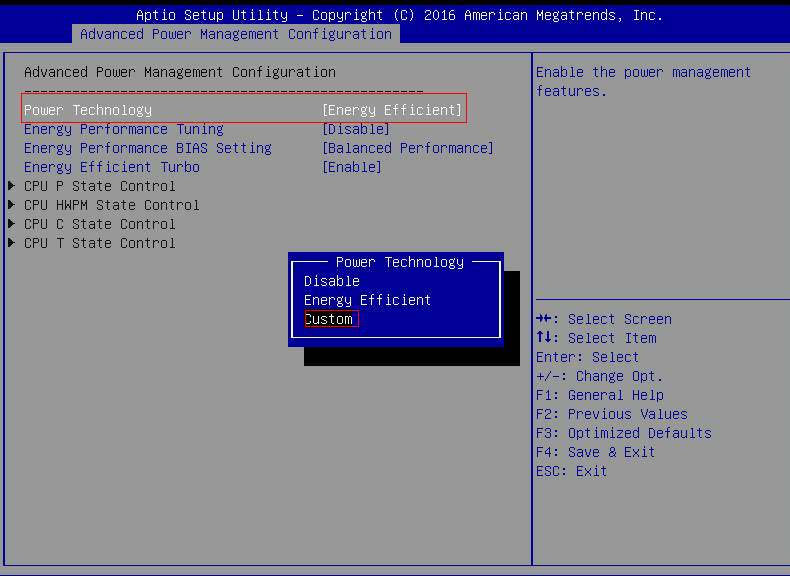 Aptio Setup Utility – Copyright (C) 2016 American Megatrends, Inc.
Advanced Power Management Configuration
Advanced Power Management Configuration
--------------------------------------------------
Power Technology [Energy Efficient]
Energy Performance Tuning [Disable]
Energy Performance BIAS Setting [Balanced Performance]
Energy Efficient Turbo [Enable]
► CPU P State Control
► CPU HWPM State Control
► CPU C State Control
► CPU T State Control
Power Technology
Disable
Energy Efficient
Custom
Enable the power management
features.
→←: Select Screen
↑↓: Select Item
Enter: Select
+/-: Change Opt.
F1: General Help
F2: Previous Values
F3: Optimized Defaults
F4: Save & Exit
ESC: Exit